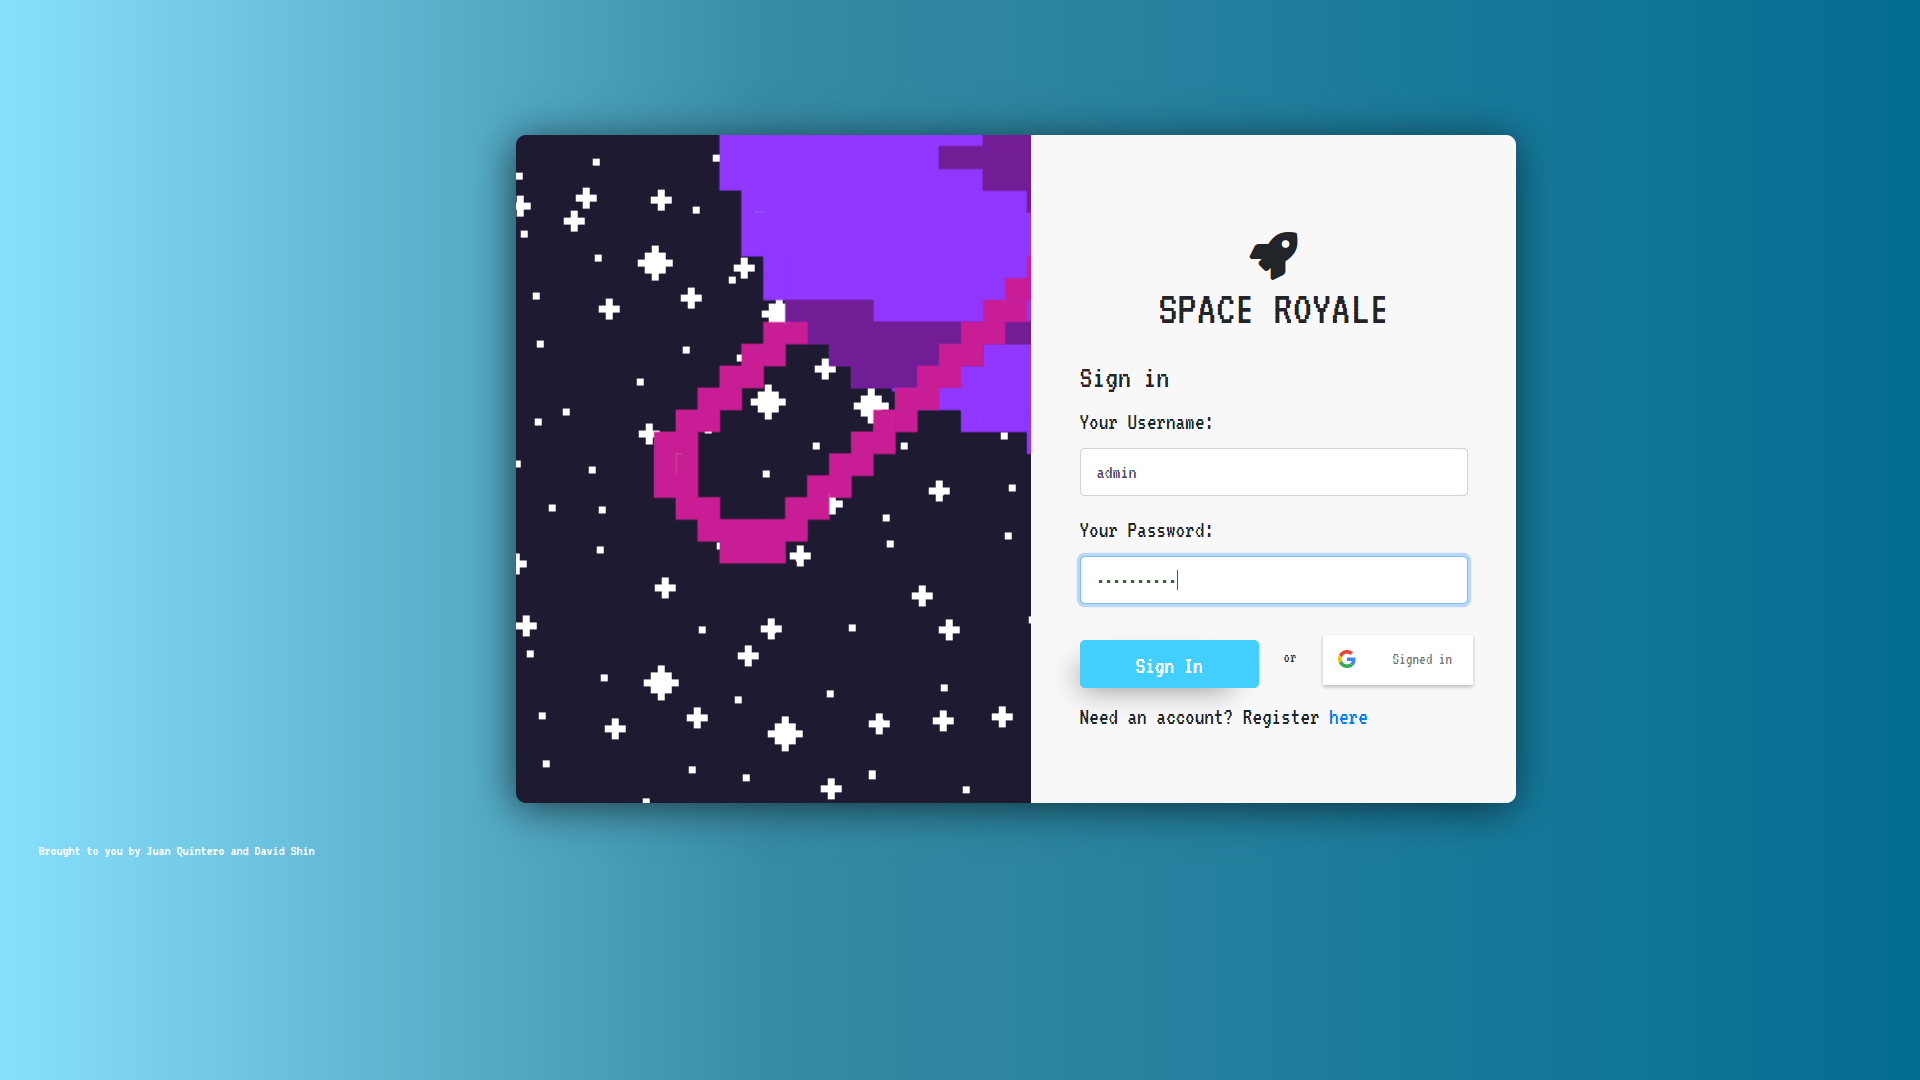 SPACE ROYALE
Sign in
Your Username:
admin
Your Password:
••••••••••
Sign In
or
Signed in
Need an account? Register here
Brought to you by Juan Quintero and David Shin